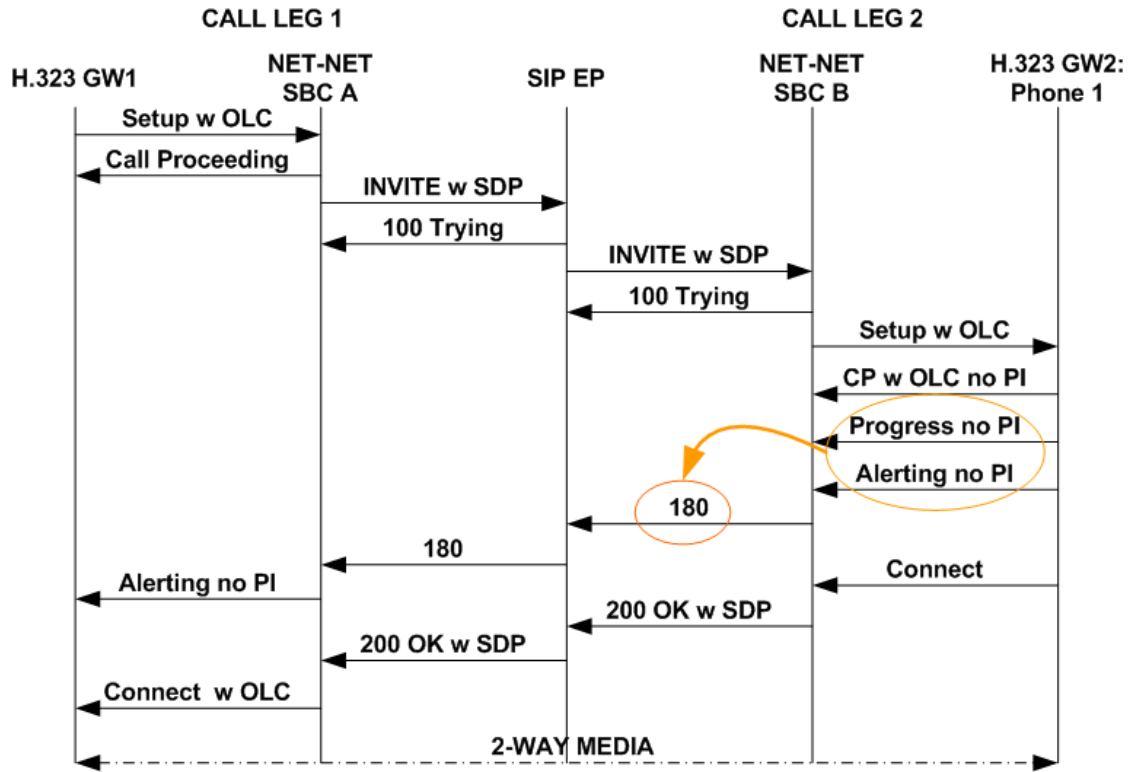 CALL LEG 1
CALL LEG 2
H.323 GW1
NET-NET
SBC A
SIP EP
NET-NET
SBC B
H.323 GW2:
Phone 1
Setup w OLC
Call Proceeding
INVITE w SDP
100 Trying
INVITE w SDP
100 Trying
Setup w OLC
CP w OLC no PI
Progress no PI
Alerting no PI
180
180
Connect
Alerting no PI
200 OK w SDP
200 OK w SDP
Connect w OLC
2-WAY MEDIA